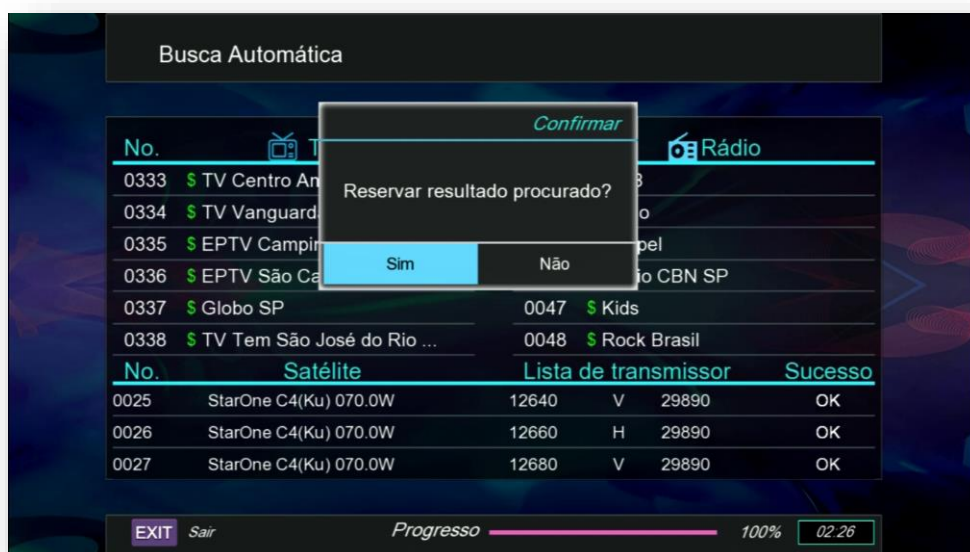 Busca Automática
Confirmar
No. Rádio
0333 $ TV Centro
Reservar resultado procurado?
0334 $ TV
0335 $ EPTV
Sim Não
0336 $ EPTV São CBN SP
0337 $ Globo SP 0047 $ Kids
0338 $ TV Tem São José do Rio ... 0048 $ Rock Brasil
No. Satélite Lista de transmissor Sucesso
0025 StarOne C4(Ku) 070.0W 12640 V 29890 OK
0026 StarOne C4(Ku) 070.0W 12660 H 29890 OK
0027 StarOne C4(Ku) 070.0W 12680 V 29890 OK
EXIT Sair Progresso 100% 02:26